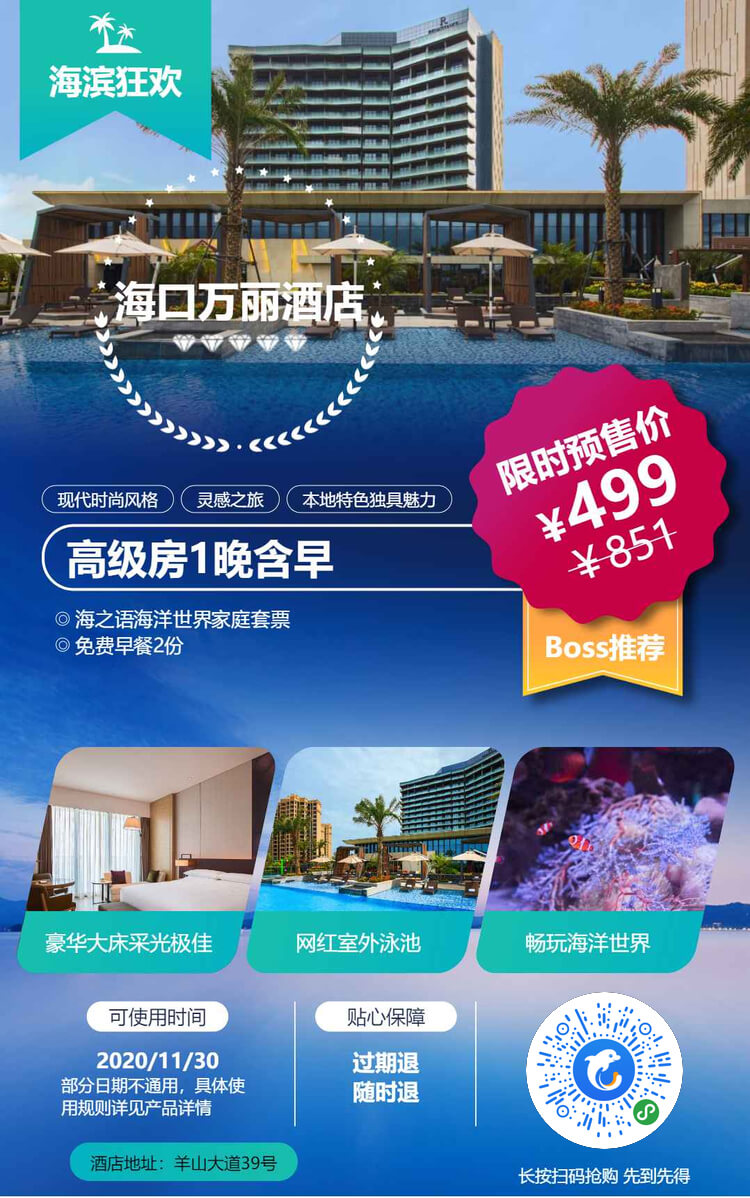 海滨狂欢
海口万丽酒店
限时预售价
¥499
¥851
现代时尚风格
灵感之旅
本地特色独具魅力
高级房1晚含早
◎ 海之语海洋世界家庭套票
◎ 免费早餐2份
Boss推荐
豪华大床采光极佳
网红室外泳池
畅玩海洋世界
可使用时间
2020/11/30
部分日期不通用，具体使
用规则详见产品详情
贴心保障
过期退
随时退
酒店地址：羊山大道39号
长按扫码抢购 先到先得